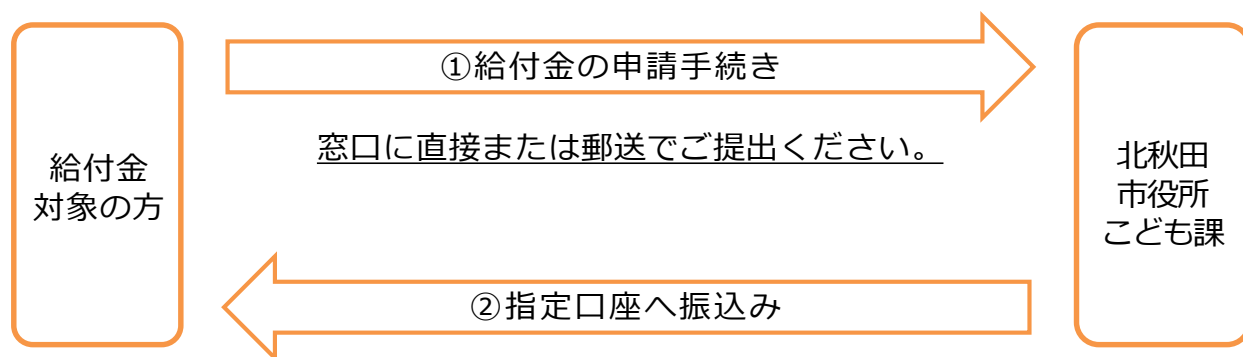 給付金
対象の方
①給付金の申請手続き
窓口に直接または郵送でご提出ください。
②指定口座へ振込み
北秋田
市役所
こども課